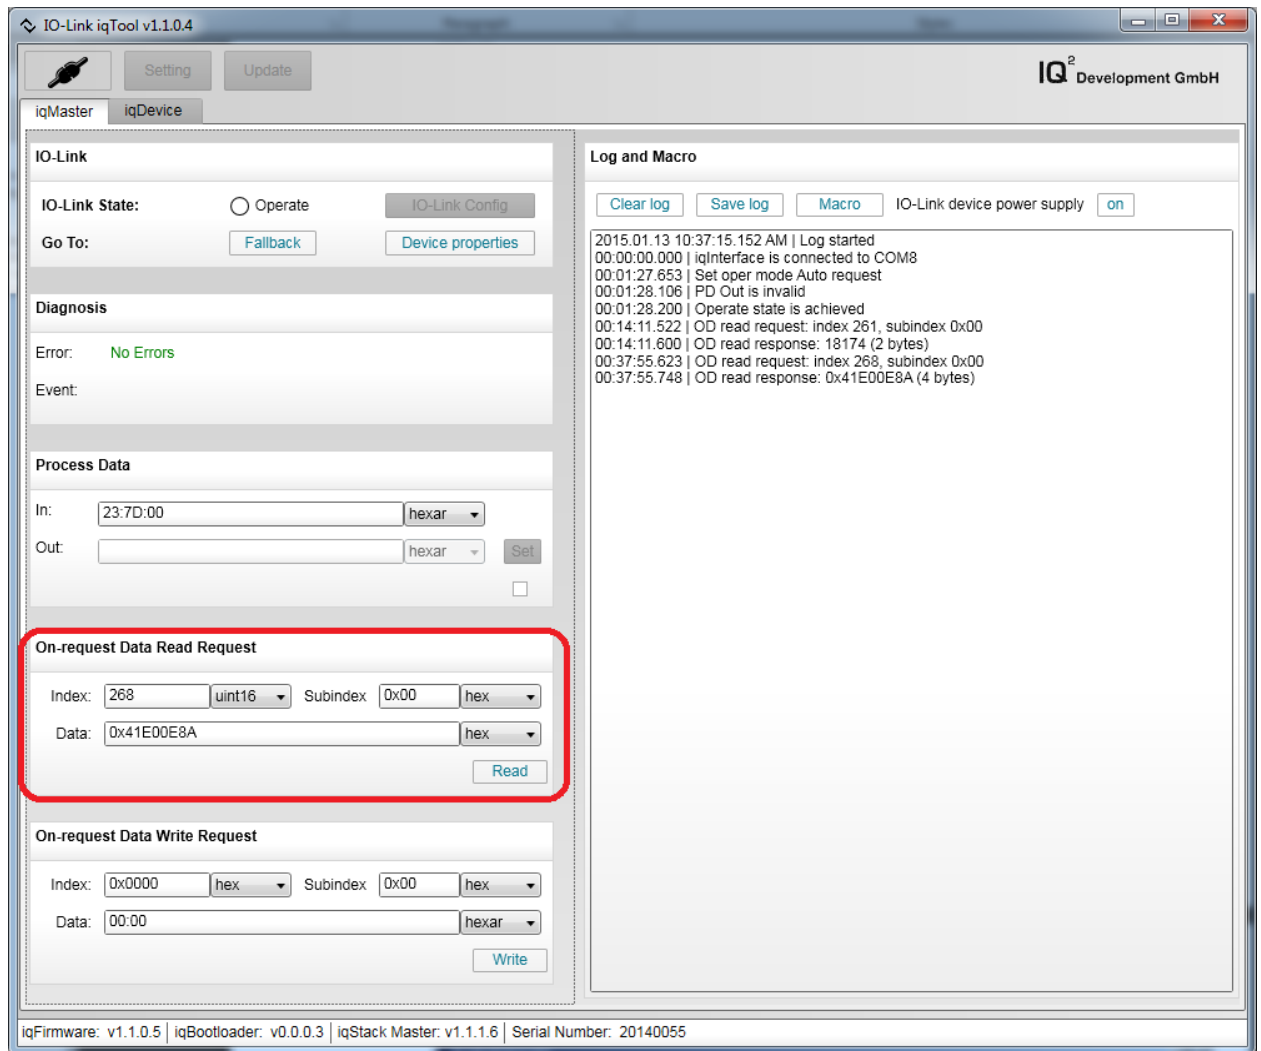 IO-Link iqTool v1.1.0.4
Setting Update
IQ² Development GmbH
iqMaster iqDevice
IO-Link
IO-Link State: Operate IO-Link Config
Go To: Fallback Device properties
Diagnosis
Error: No Errors
Event:
Process Data
In: 23:7D:00 hexar
Out: hexar Set
On-request Data Read Request
Index: 268 uint16 Subindex 0x00 hex
Data: 0x41E00E8A hex
Read
On-request Data Write Request
Index: 0x0000 hex Subindex 0x00 hex
Data: 00:00 hexar
Write
Log and Macro
Clear log Save log Macro IO-Link device power supply on
2015.01.13 10:37:15.152 AM | Log started
00:00:00.000 | iqInterface is connected to COM8
00:01:27.653 | Set oper mode Auto request
00:01:28.106 | PD Out is invalid
00:01:28.200 | Operate state is achieved
00:14:11.522 | OD read request: index 261, subindex 0x00
00:14:11.600 | OD read response: 18174 (2 bytes)
00:37:55.623 | OD read request: index 268, subindex 0x00
00:37:55.748 | OD read response: 0x41E00E8A (4 bytes)
iqFirmware: v1.1.0.5 | iqBootloader: v0.0.0.3 | iqStack Master: v1.1.1.6 | Serial Number: 20140055